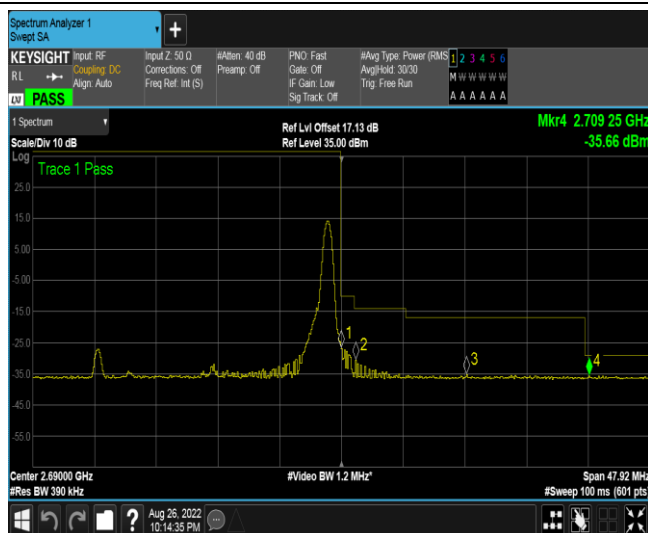 Spectrum Analyzer 1
Swept SA
+
KEYSIGHT Input: RF Input Z: 50 Ω #Atten: 40 dB PNO: Fast #Avg Type: Power (RMS 1 2 3 4 5 6
RL Coupling: DC Corrections: Off Preamp: Off Gate: Off Avg|Hold: 30/30 M W W W W W
Align: Auto Freq Ref: Int (S) IF Gain: Low Trig: Free Run
LXI PASS Sig Track: Off A A A A A A
1 Spectrum Ref Lvl Offset 17.13 dB Mkr4 2.709 25 GHz
Scale/Div 10 dB Ref Level 35.00 dBm -35.66 dBm
Log
Trace 1 Pass
25.0
15.0
5.00
-5.00
-15.0
-25.0
1
2
3
4
-35.0
-45.0
-55.0
Center 2.69000 GHz #Video BW 1.2 MHz* Span 47.92 MHz
#Res BW 390 kHz #Sweep 100 ms (601 pts)
? Aug 26, 2022
10:14:35 PM